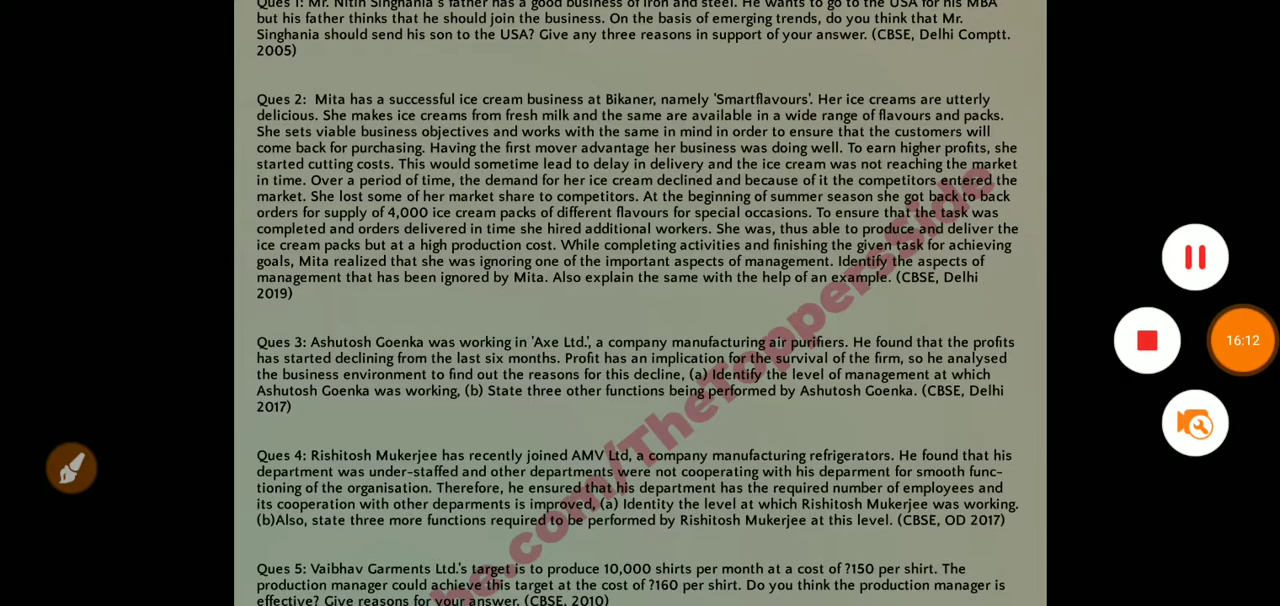 Ques 1: Mr. Nitin Singhania's father has a good business of iron and steel. He wants to go to the USA for his MBA
but his father thinks that he should join the business. On the basis of emerging trends, do you think that Mr.
Singhania should send his son to the USA? Give any three reasons in support of your answer. (CBSE, Delhi Comptt.
2005)
Ques 2:  Mita has a successful ice cream business at Bikaner, namely 'Smartflavours'. Her ice creams are utterly
delicious. She makes ice creams from fresh milk and the same are available in a wide range of flavours and packs.
She sets viable business objectives and works with the same in mind in order to ensure that the customers will
come back for purchasing. Having the first mover advantage her business was doing well. To earn higher profits, she
started cutting costs. This would sometime lead to delay in delivery and the ice cream was not reaching the market
in time. Over a period of time, the demand for her ice cream declined and because of it the competitors entered the
market. She lost some of her market share to competitors. At the beginning of summer season she got back to back
orders for supply of 4,000 ice cream packs of different flavours for special occasions. To ensure that the task was
completed and orders delivered in time she hired additional workers. She was, thus able to produce and deliver the
ice cream packs but at a high production cost. While completing activities and finishing the given task for achieving
goals, Mita realized that she was ignoring one of the important aspects of management. Identify the aspects of
management that has been ignored by Mita. Also explain the same with the help of an example. (CBSE, Delhi
2019)
Ques 3: Ashutosh Goenka was working in 'Axe Ltd.', a company manufacturing air purifiers. He found that the profits
has started declining from the last six months. Profit has an implication for the survival of the firm, so he analysed
the business environment to find out the reasons for this decline, (a) Identify the level of management at which
Ashutosh Goenka was working, (b) State three other functions being performed by Ashutosh Goenka. (CBSE, Delhi
2017)
16:12
Ques 4: Rishitosh Mukerjee has recently joined AMV Ltd, a company manufacturing refrigerators. He found that his
department was under-staffed and other departments were not cooperating with his deparment for smooth func-
tioning of the organisation. Therefore, he ensured that his department has the required number of employees and
its cooperation with other deparments is improved, (a) Identity the level at which Rishitosh Mukerjee was working.
(b)Also, state three more functions required to be performed by Rishitosh Mukerjee at this level. (CBSE, OD 2017)
Ques 5: Vaibhav Garments Ltd.'s target is to produce 10,000 shirts per month at a cost of ?150 per shirt. The
production manager could achieve this target at the cost of ?160 per shirt. Do you think the production manager is
effective? Give reasons for your answer. (CBSE, 2010)
be.com/TheToppersSide